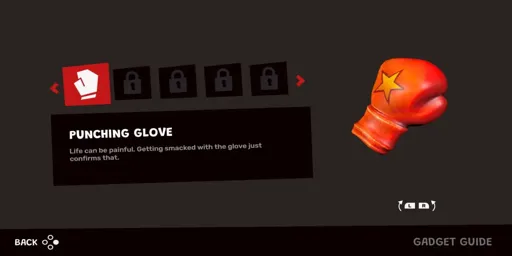 PUNCHING GLOVE
Life can be painful. Getting smacked with the glove just
confirms that.
L R
BACK
GADGET GUIDE